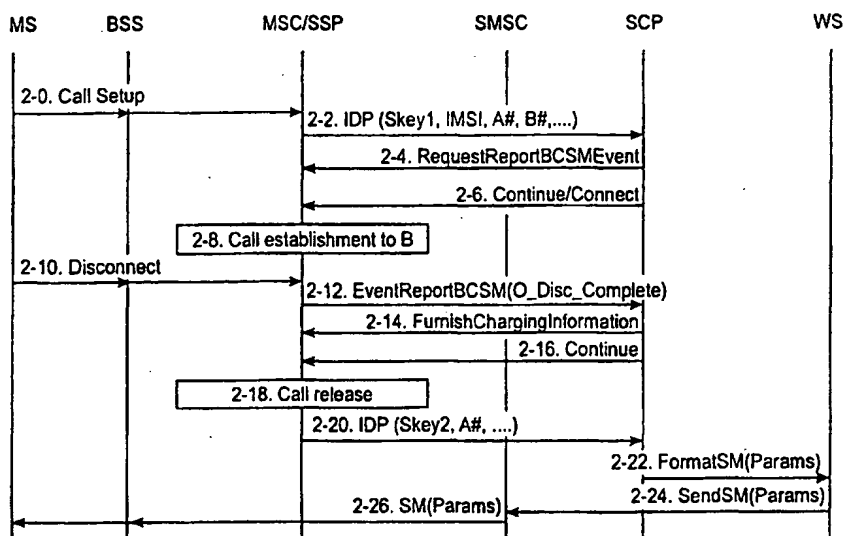 MS BSS MSC/SSP SMSC SCP WS
2-0. Call Setup
2-2. IDP (Skey1, IMSI, A#, B#,....)
2-4. RequestReportBCSMEvent
2-6. Continue/Connect
2-8. Call establishment to B
2-10. Disconnect
2-12. EventReportBCSM(O_Disc_Complete)
2-14. FurnishChargingInformation
2-16. Continue
2-18. Call release
2-20. IDP (Skey2, A#, ....)
2-22. FormatSM(Params)
2-24. SendSM(Params)
2-26. SM(Params)